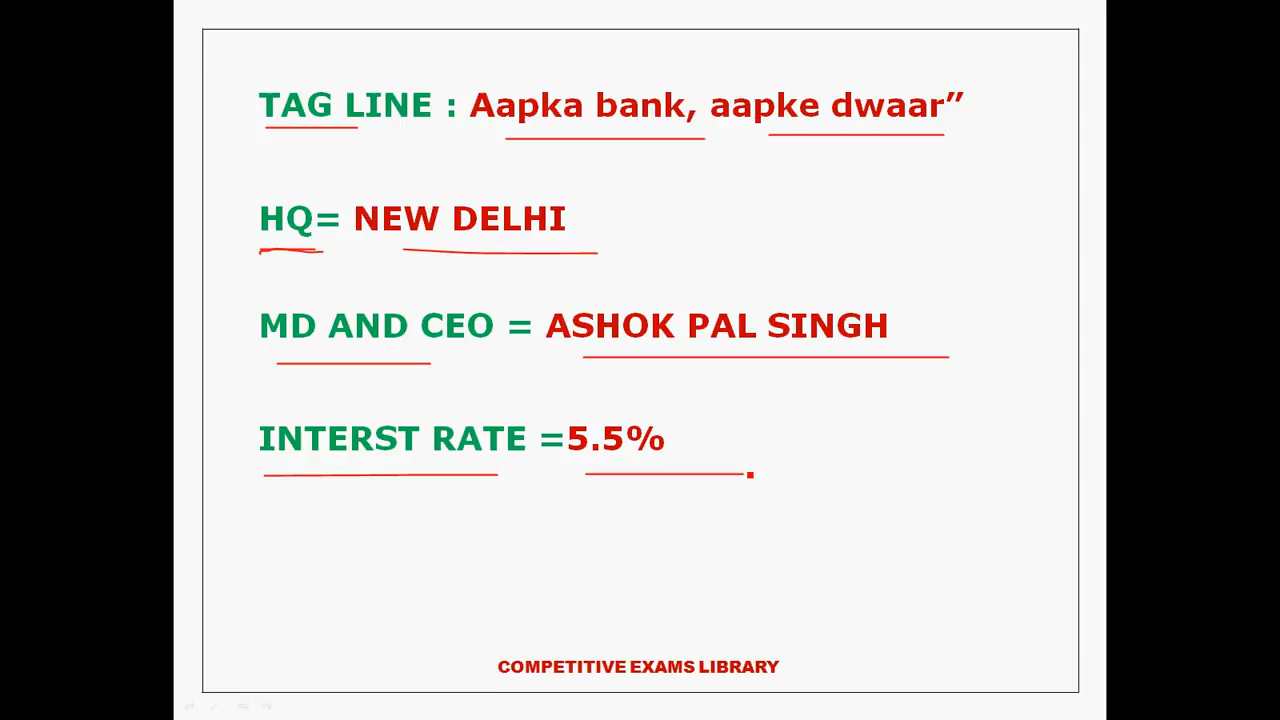 TAG LINE : Aapka bank, aapke dwaar”
HQ= NEW DELHI
MD AND CEO = ASHOK PAL SINGH
INTERST RATE =5.5%
COMPETITIVE EXAMS LIBRARY